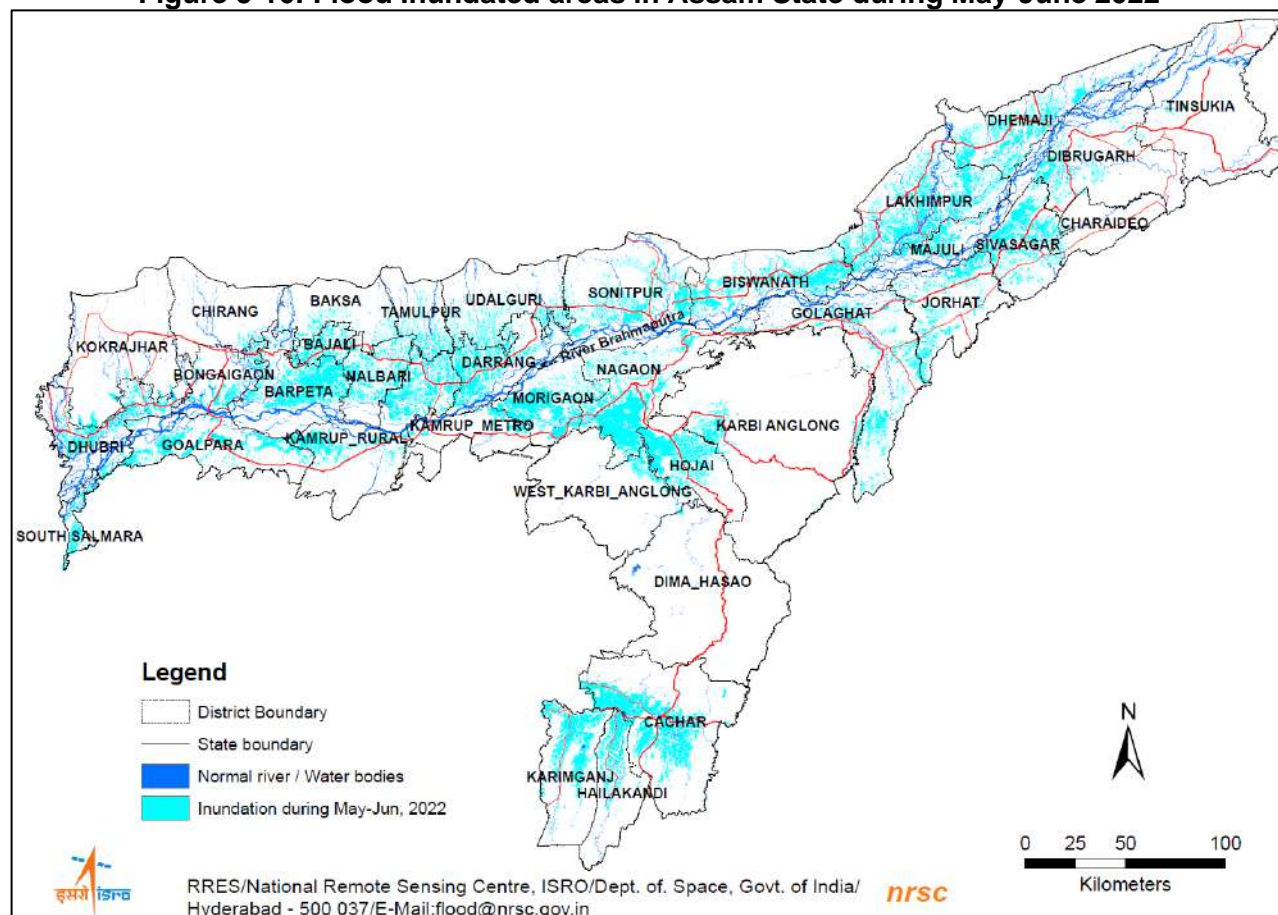 Figure 3-10: Flood Inundated areas in Assam State during May-June 2022
TINSUKIA
DHEMAJI
DIBRUGARH
LAKHIMPUR
CHARAIDEO
MAJULI
SIVASAGAR
BISWANATH
JORHAT
SONITPUR
GOLAGHAT
UDALGURI
BAKSA
TAMULPUR
CHIRANG
River Brahmaputra
KOKRAJHAR
BAJALI
DARRANG
NAGAON
BONGAIGAON
NALBARI
BARPETA
MORIGAON
KAMRUP_METRO
KARBI ANGLONG
KAMRUP_RURAL
DHUBRI
GOALPARA
HOJAI
WEST_KARBI_ANGLONG
SOUTH SALMARA
DIMA_HASAO
CACHAR
KARIMGANJ
HAILAKANDI
Legend
District Boundary
State boundary
Normal river / Water bodies
Inundation during May-Jun, 2022
N
0 25 50 100
Kilometers
इसरो isro
RRES/National Remote Sensing Centre, ISRO/Dept. of Space, Govt. of India/
Hyderabad - 500 037/E-Mail:flood@nrsc.gov.in
nrsc